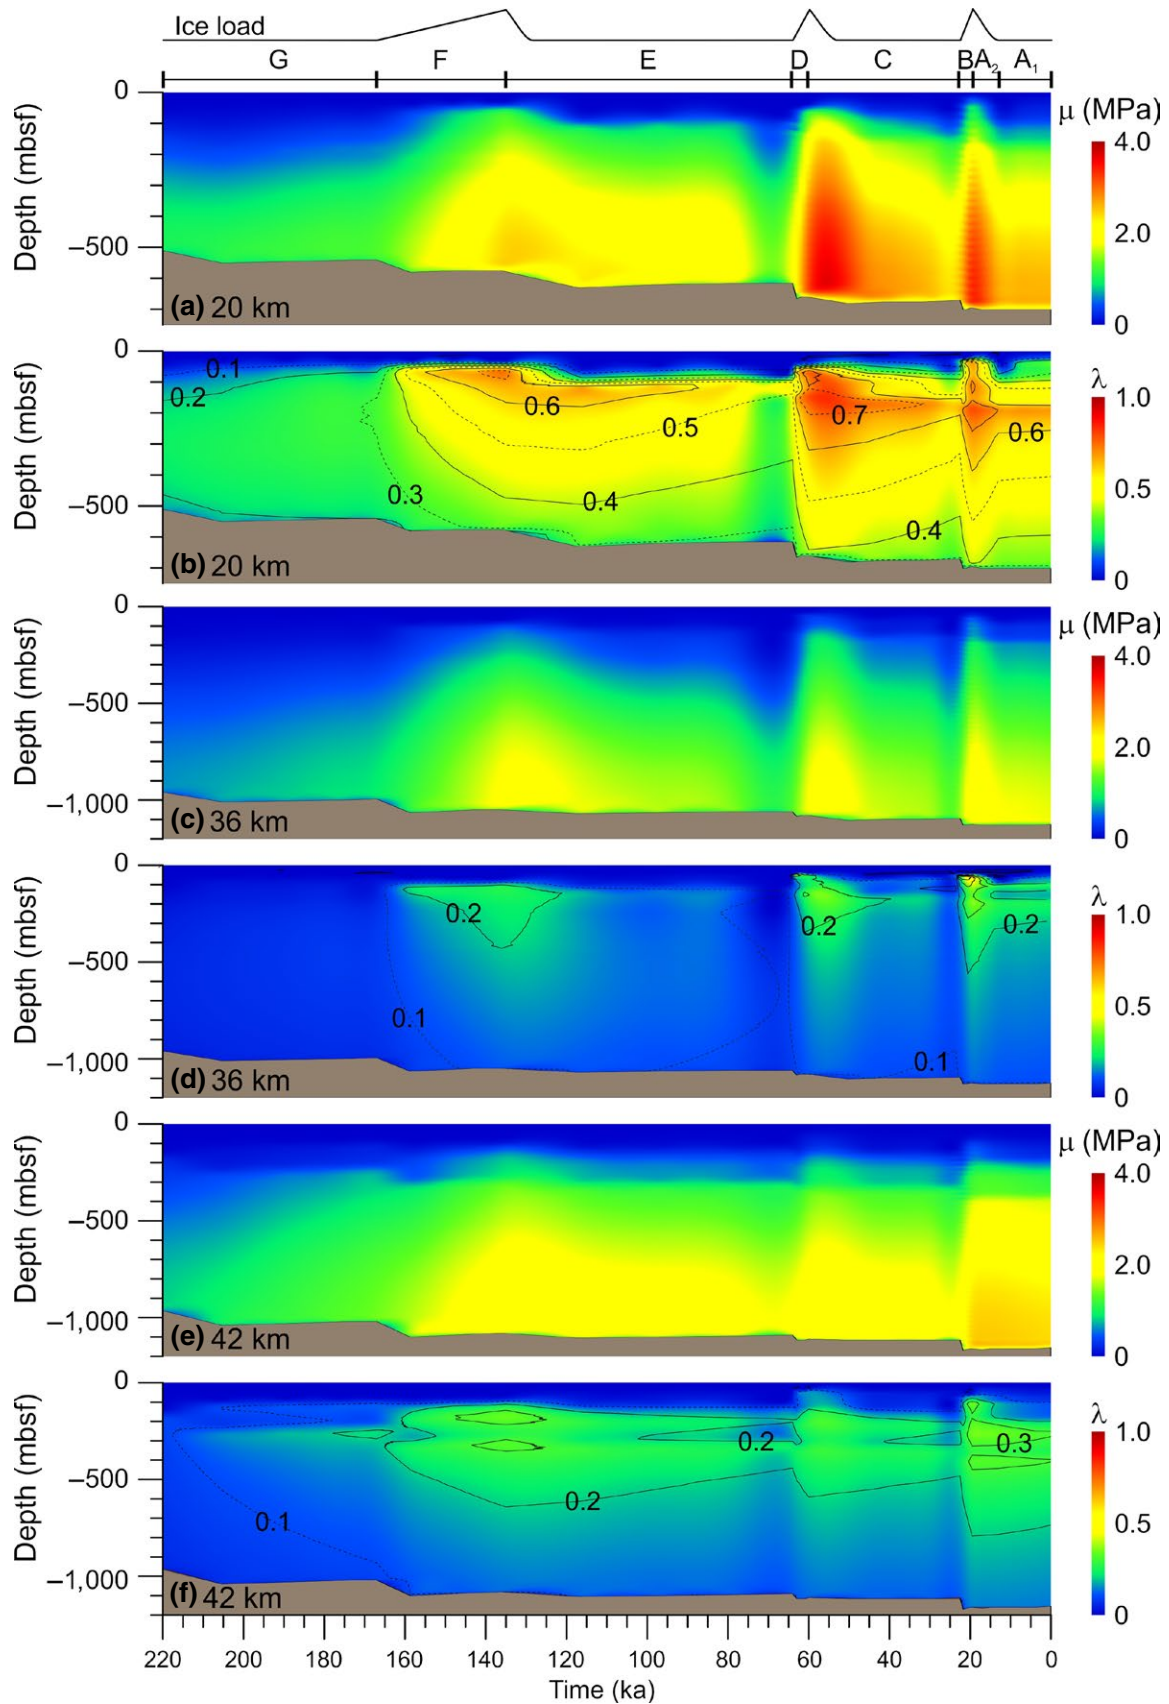 Ice load
G F E D C B A₂ A₁
0 μ (MPa)
Depth (mbsf) 4.0
2.0
–500
(a) 20 km 0
0 0.1 λ
0.2 1.0
Depth (mbsf) 0.6 0.7 0.6
0.5 0.5
–500 0.3 0.4 0.4
(b) 20 km 0
0 μ (MPa)
Depth (mbsf) 4.0
–500
2.0
–1,000
(c) 36 km 0
0 λ
0.2 0.2 0.2 1.0
Depth (mbsf)
–500 0.5
0.1
–1,000 0.1
(d) 36 km 0
0 μ (MPa)
Depth (mbsf) 4.0
–500
2.0
–1,000
(e) 42 km 0
0 λ
0.2 0.3 1.0
Depth (mbsf)
–500 0.2 0.5
0.1
–1,000
(f) 42 km 0
220 200 180 160 140 120 100 80 60 40 20 0
Time (ka)